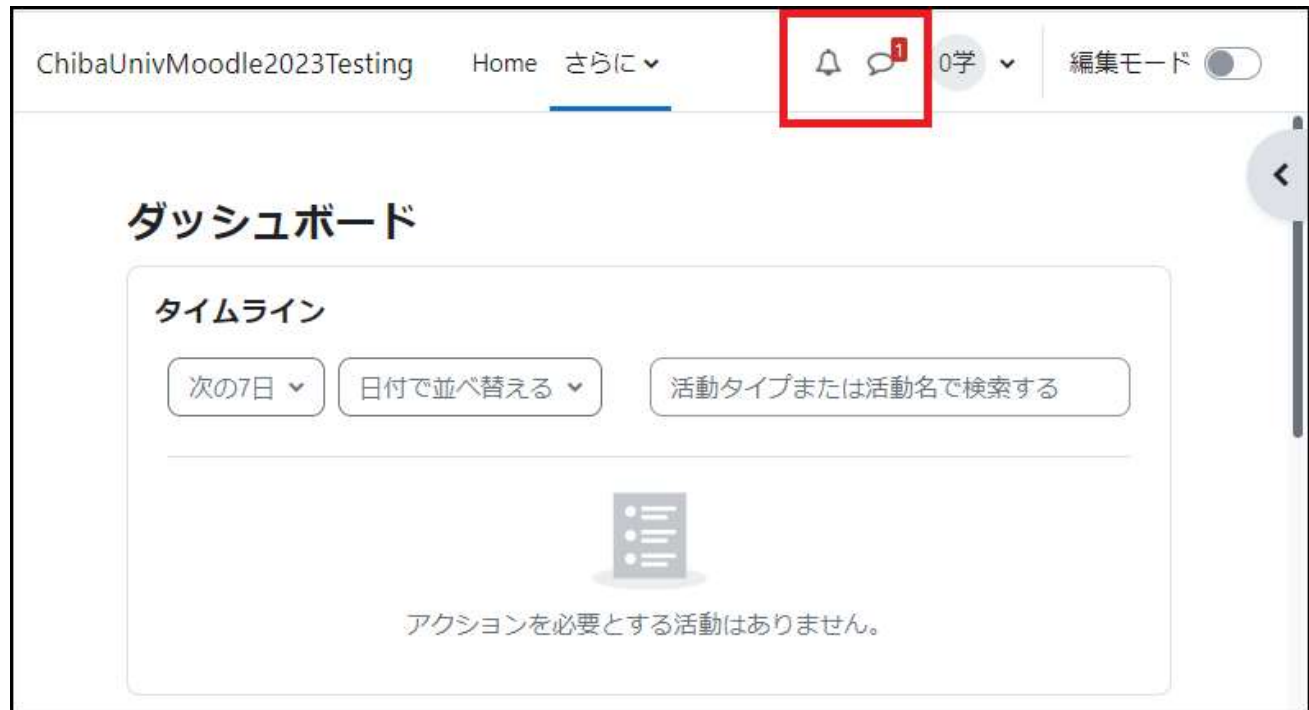 ChibaUnivMoodle2023Testing Home さらに 1 0学 編集モード
ダッシュボード
タイムライン
次の7日 日付で並べ替える 活動タイプまたは活動名で検索する
アクションを必要とする活動はありません。